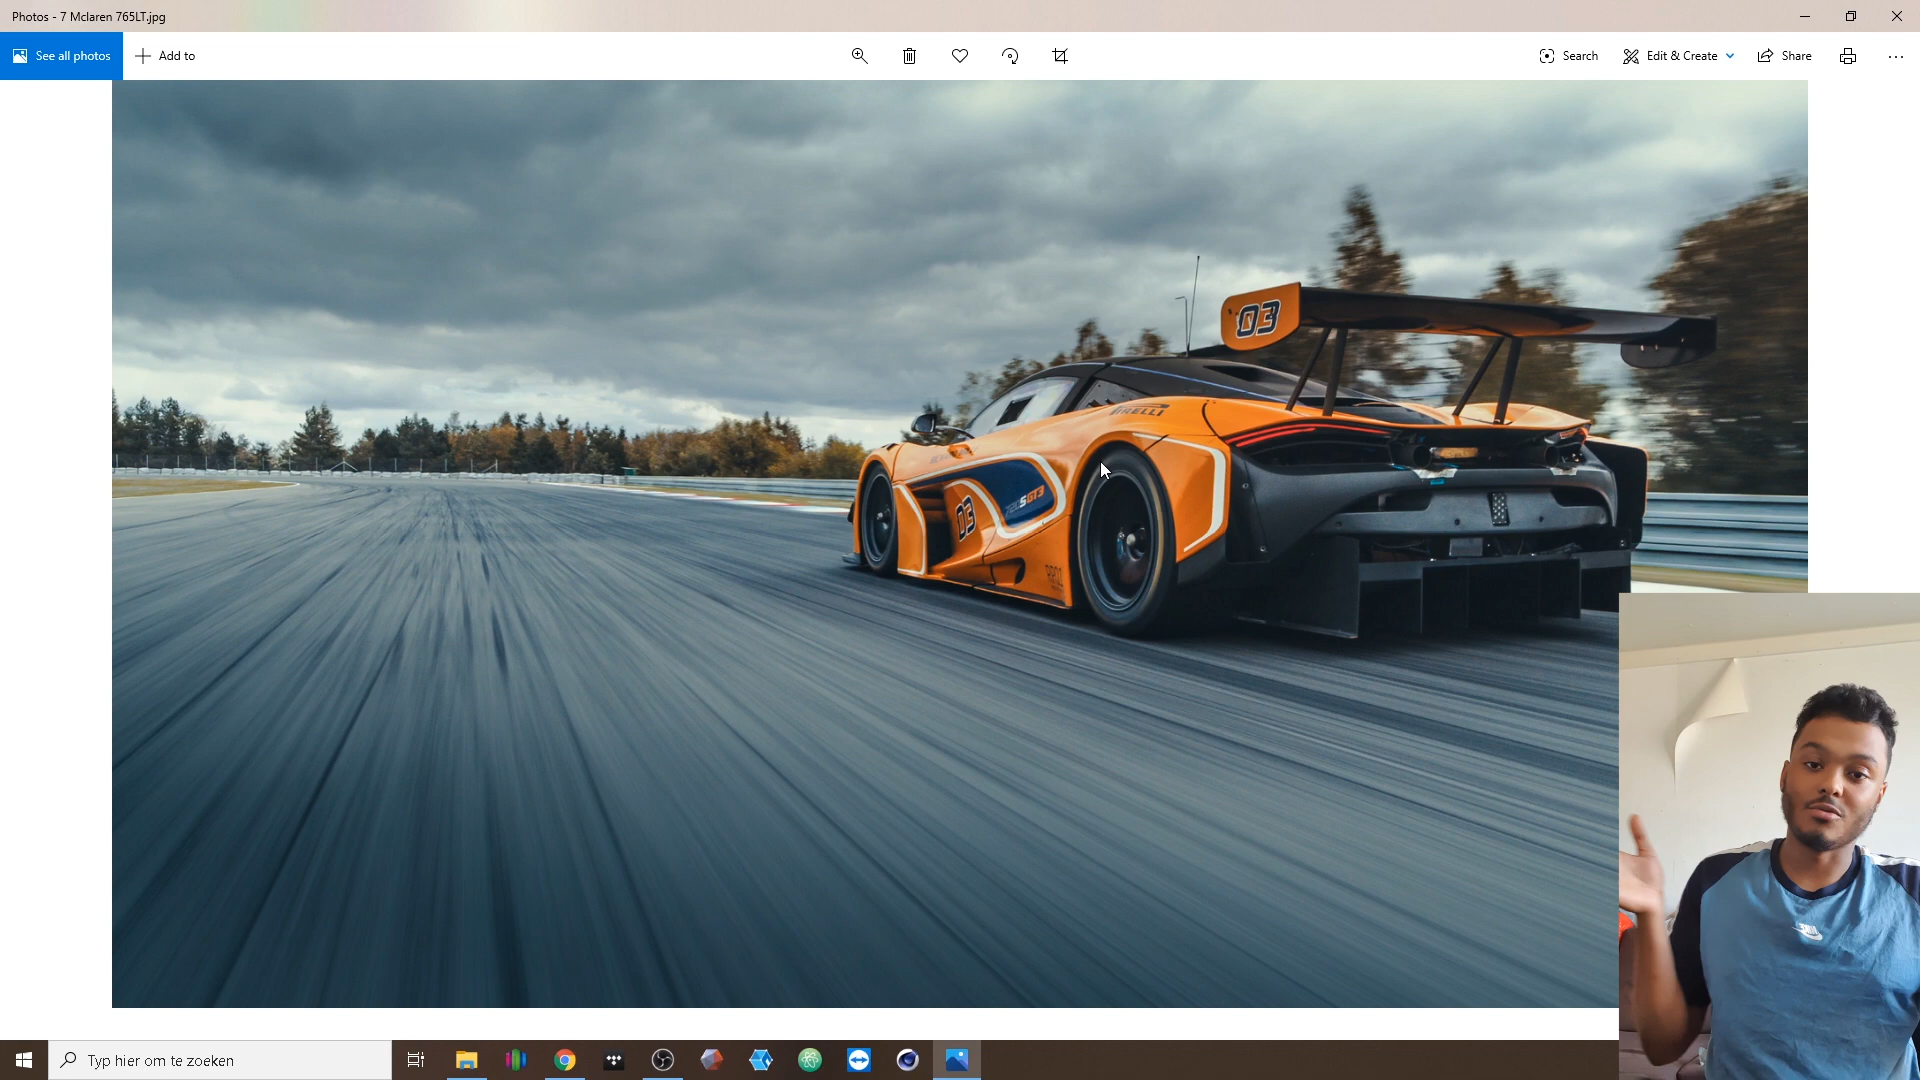 Photos - 7 Mclaren 765LT.jpg
See all photos
Add to
Search
Edit & Create
Share
03
PIRELLI
03
720S GT3
Typ hier om te zoeken